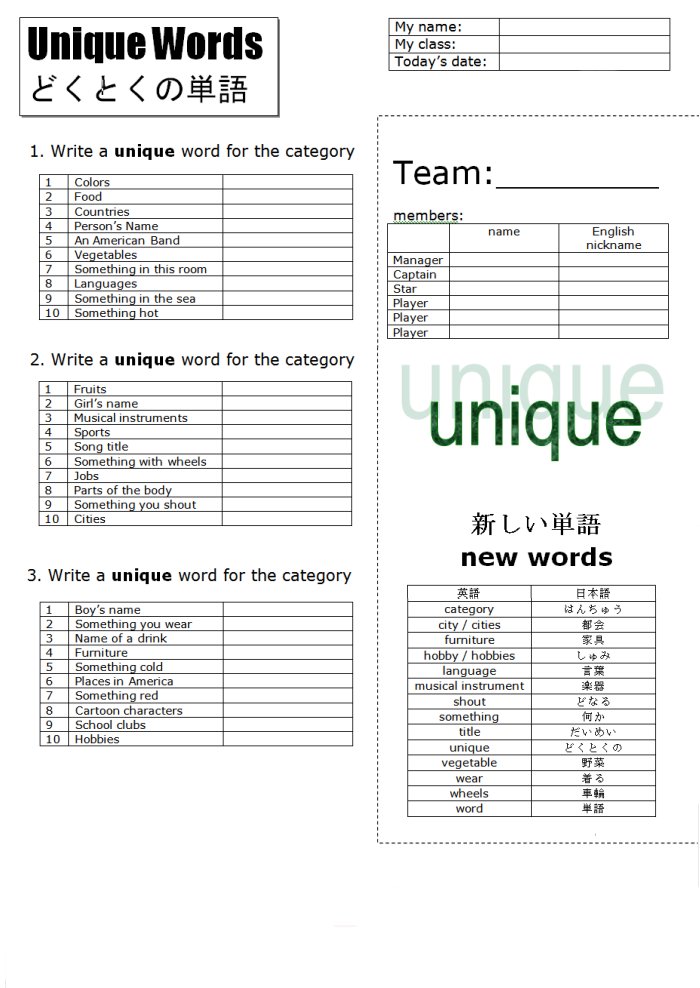 Unique Words
どくとくの単語
My name:
My class:
Today's date:
1. Write a unique word for the category
1 Colors
2 Food
3 Countries
4 Person's Name
5 An American Band
6 Vegetables
7 Something in this room
8 Languages
9 Something in the sea
10 Something hot
2. Write a unique word for the category
1 Fruits
2 Girl's name
3 Musical instruments
4 Sports
5 Song title
6 Something with wheels
7 Jobs
8 Parts of the body
9 Something you shout
10 Cities
3. Write a unique word for the category
1 Boy's name
2 Something you wear
3 Name of a drink
4 Furniture
5 Something cold
6 Places in America
7 Something red
8 Cartoon characters
9 School clubs
10 Hobbies
Team:__________
members:
name English nickname
Manager
Captain
Star
Player
Player
Player
unique
unique
新しい単語
new words
英語 日本語
category はんちゅう
city / cities 都会
furniture 家具
hobby / hobbies しゅみ
language 言葉
musical instrument 楽器
shout どなる
something 何か
title だいめい
unique どくとくの
vegetable 野菜
wear 着る
wheels 車輪
word 単語